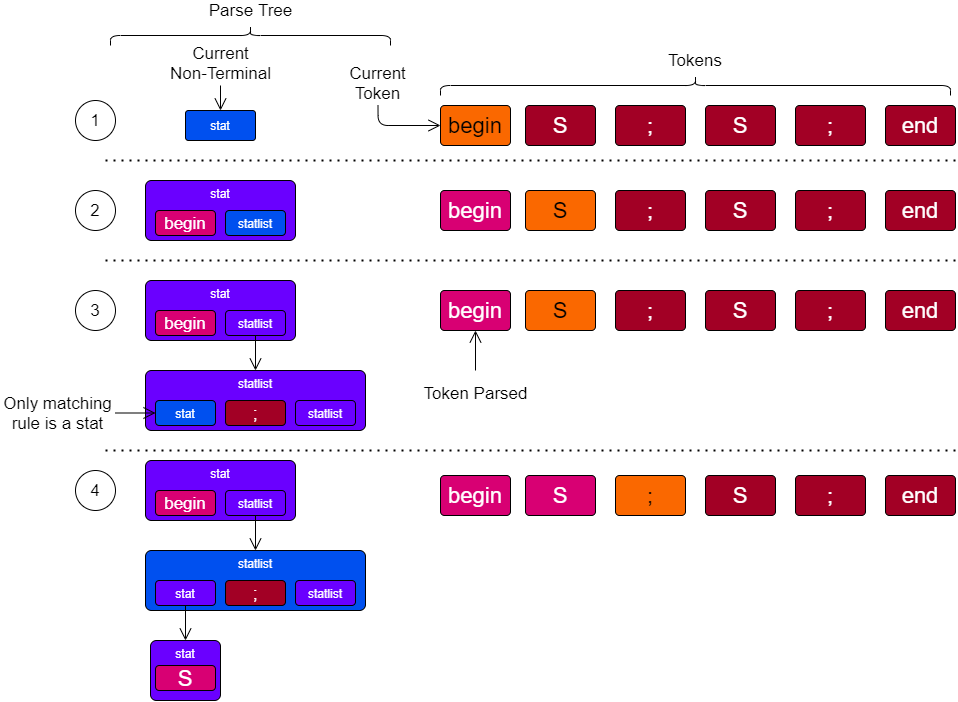 Parse Tree
Current
Non-Terminal
Current
Token
Tokens
1
stat
begin S ; S ; end
2
stat
begin statlist
begin S ; S ; end
3
stat
begin statlist
begin S ; S ; end
statlist
stat ; statlist
Only matching
rule is a stat
Token Parsed
4
stat
begin statlist
begin S ; S ; end
statlist
stat ; statlist
stat
S